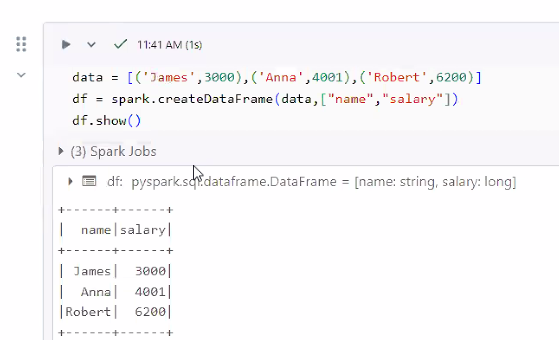 11:41 AM (1s)
data = [('James',3000),('Anna',4001),('Robert',6200)]
df = spark.createDataFrame(data,["name","salary"])
df.show()
(3) Spark Jobs
df: pyspark.sql.dataframe.DataFrame = [name: string, salary: long]
+------+------+
|  name|salary|
+------+------+
| James|  3000|
|  Anna|  4001|
|Robert|  6200|
+------+------+